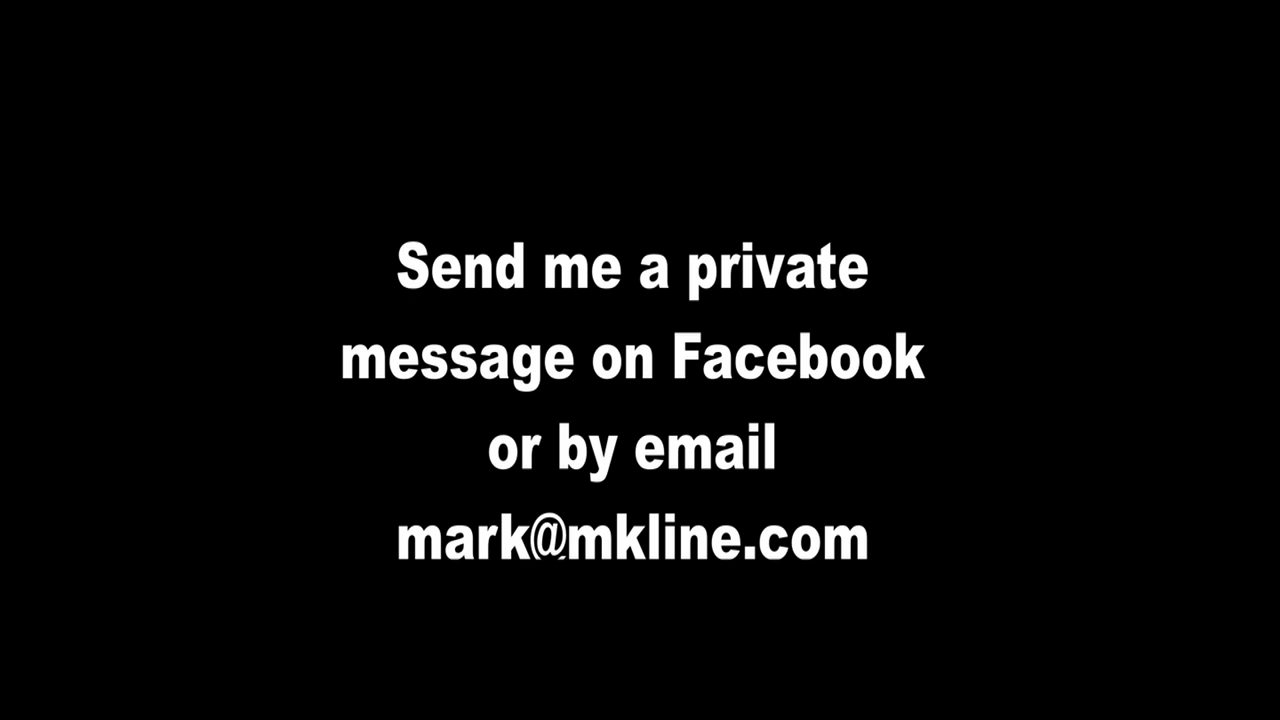 Send me a private
message on Facebook
or by email
mark@mkline.com